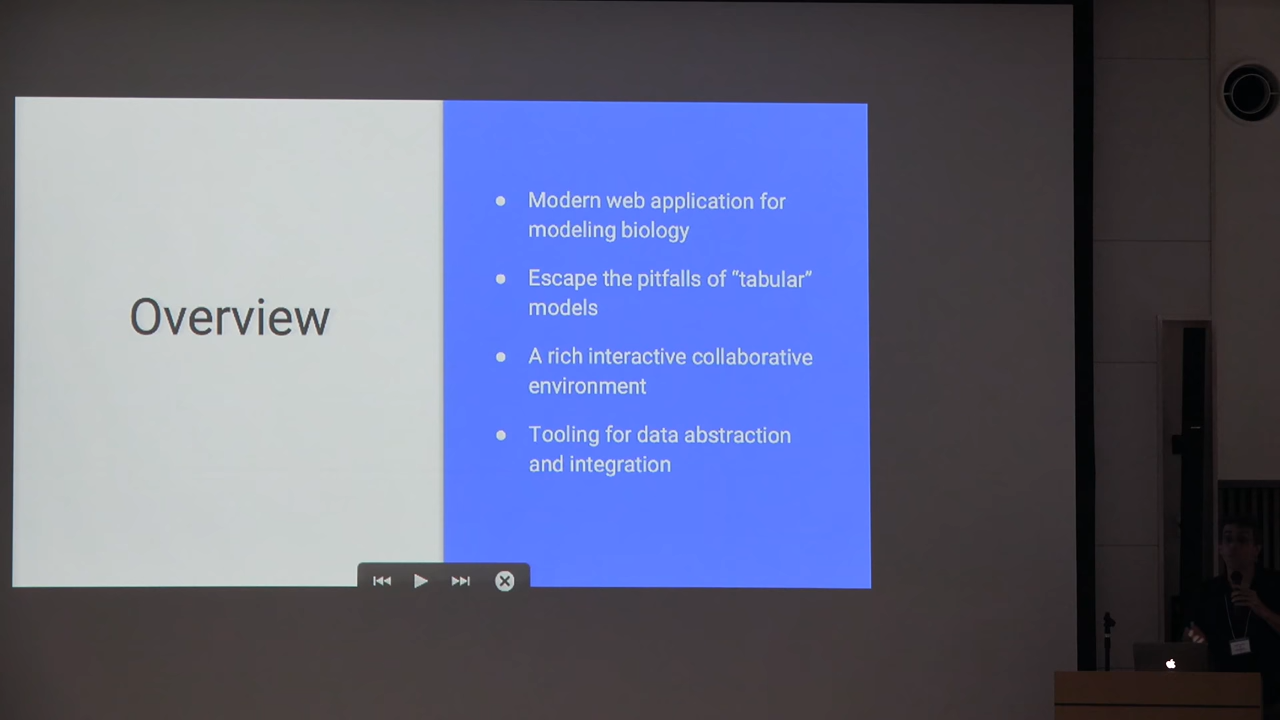 Overview
● Modern web application for
modeling biology
● Escape the pitfalls of “tabular”
models
● A rich interactive collaborative
environment
● Tooling for data abstraction
and integration